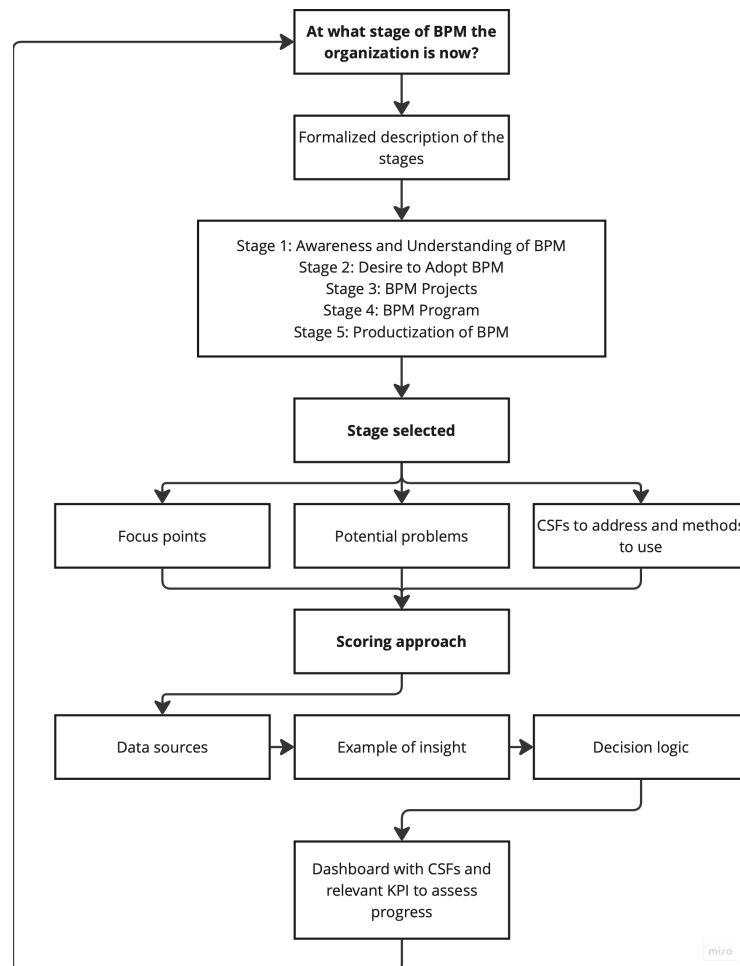 At what stage of BPM the
organization is now?
Formalized description of the
stages
Stage 1: Awareness and Understanding of BPM
Stage 2: Desire to Adopt BPM
Stage 3: BPM Projects
Stage 4: BPM Program
Stage 5: Productization of BPM
Stage selected
Focus points
Potential problems
CSFs to address and methods
to use
Scoring approach
Data sources
Example of insight
Decision logic
Dashboard with CSFs and
relevant KPI to assess
progress
miro